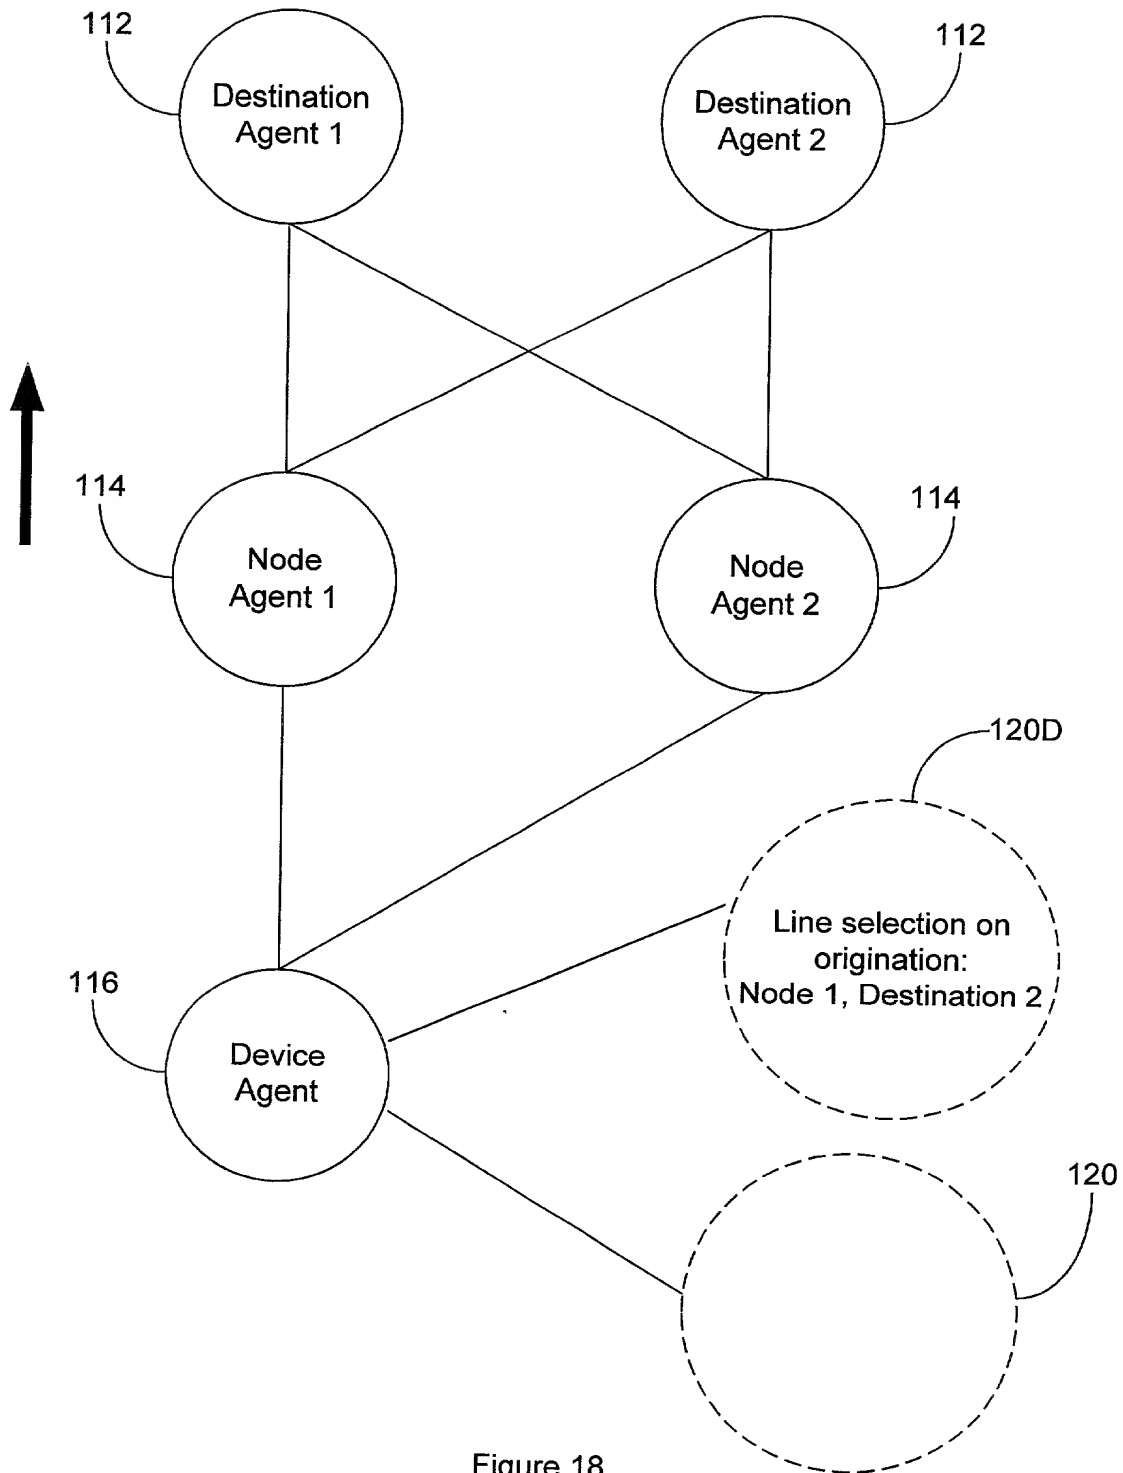 112
112
Destination
Agent 1
Destination
Agent 2
114
114
Node
Agent 1
Node
Agent 2
120D
Line selection on
origination:
Node 1, Destination 2
116
Device
Agent
120
Figure 18